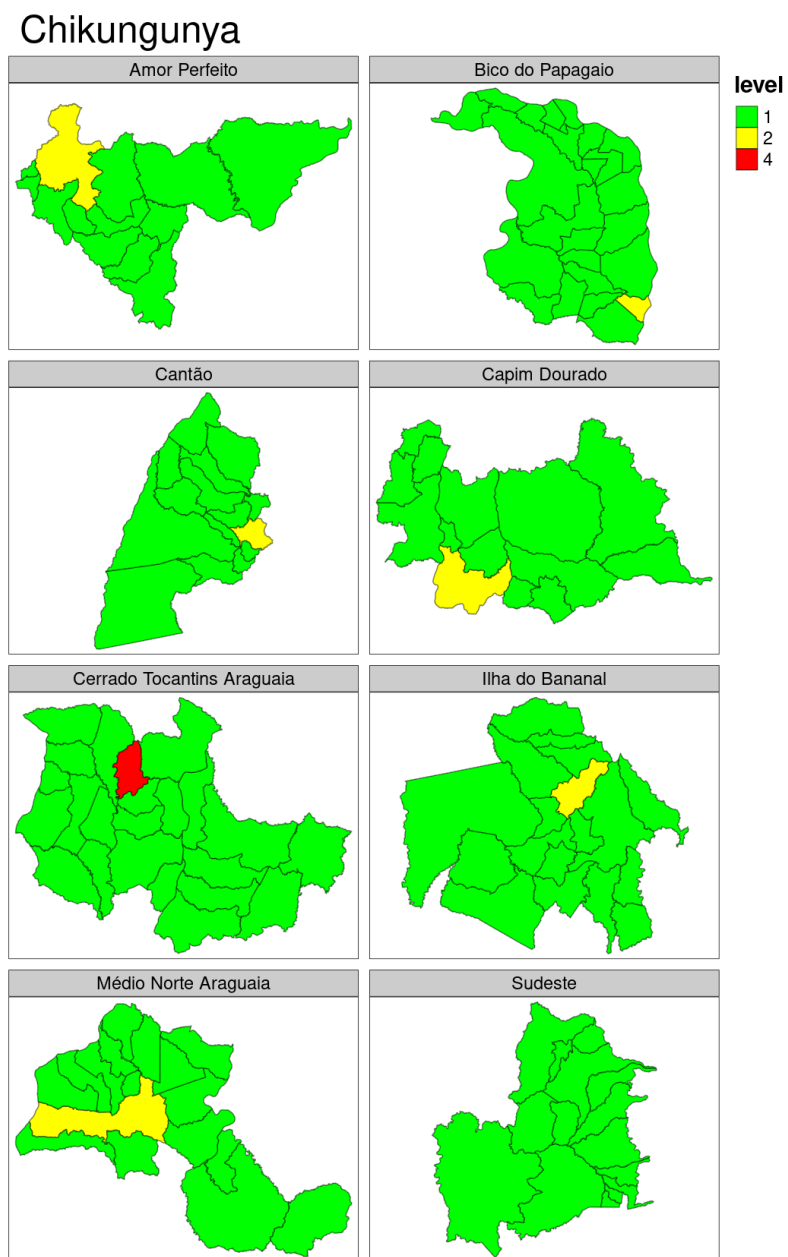 Chikungunya
Amor Perfeito
Bico do Papagaio
level
1
2
4
Cantão
Capim Dourado
Cerrado Tocantins Araguaia
Ilha do Bananal
Médio Norte Araguaia
Sudeste